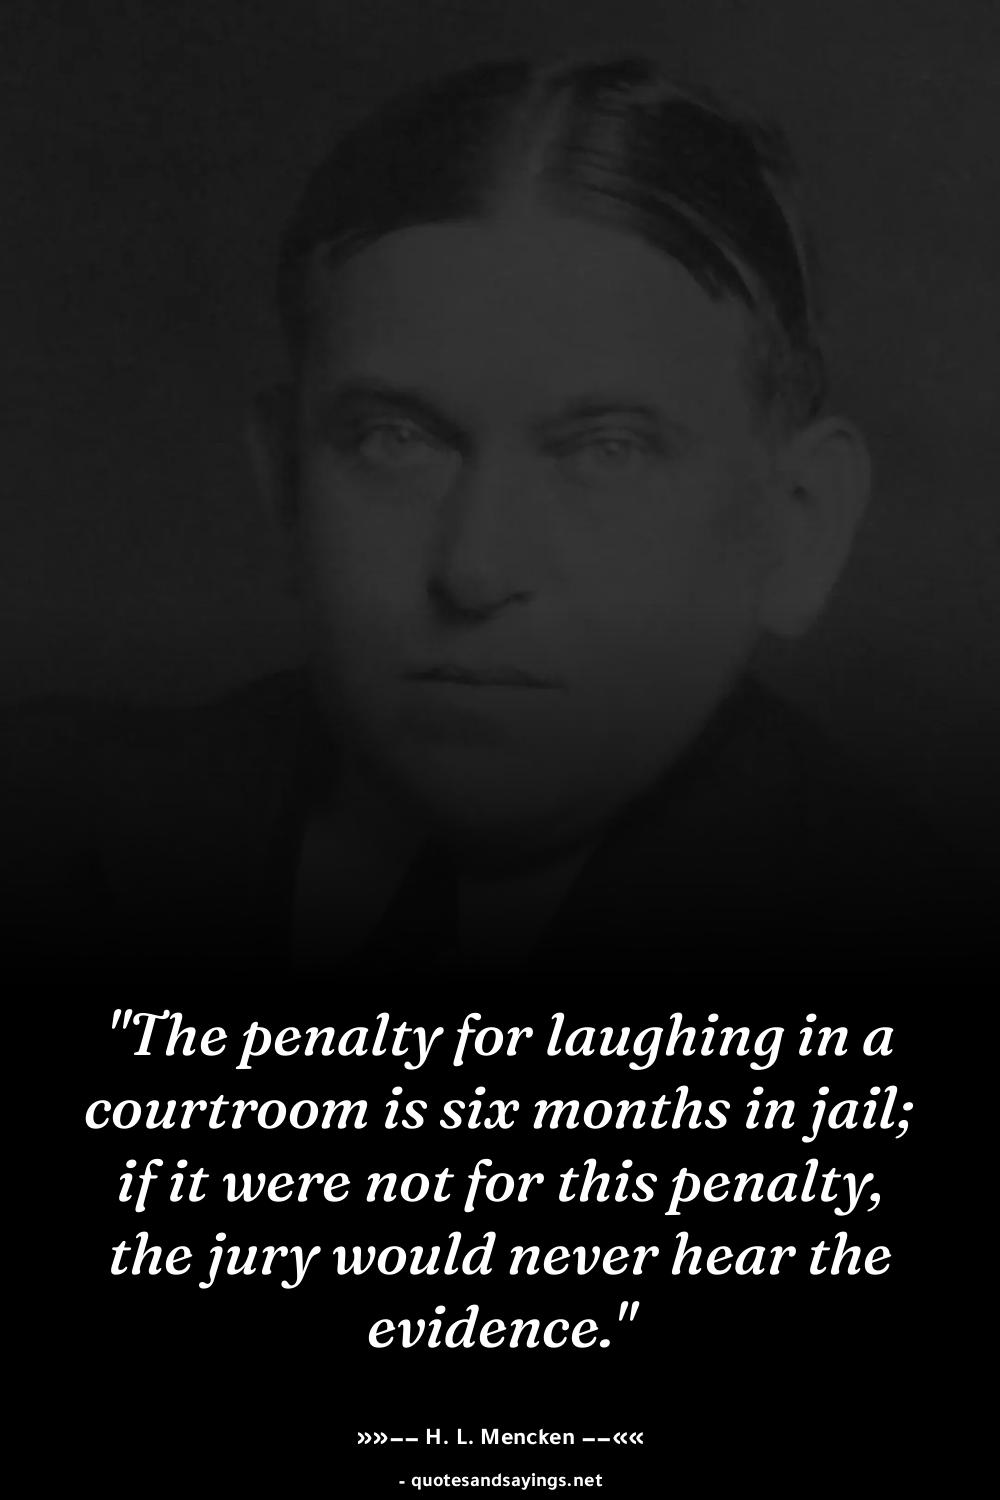 "The penalty for laughing in a
courtroom is six months in jail;
if it were not for this penalty,
the jury would never hear the
evidence."
»»–– H. L. Mencken ––««
- quotesandsayings.net